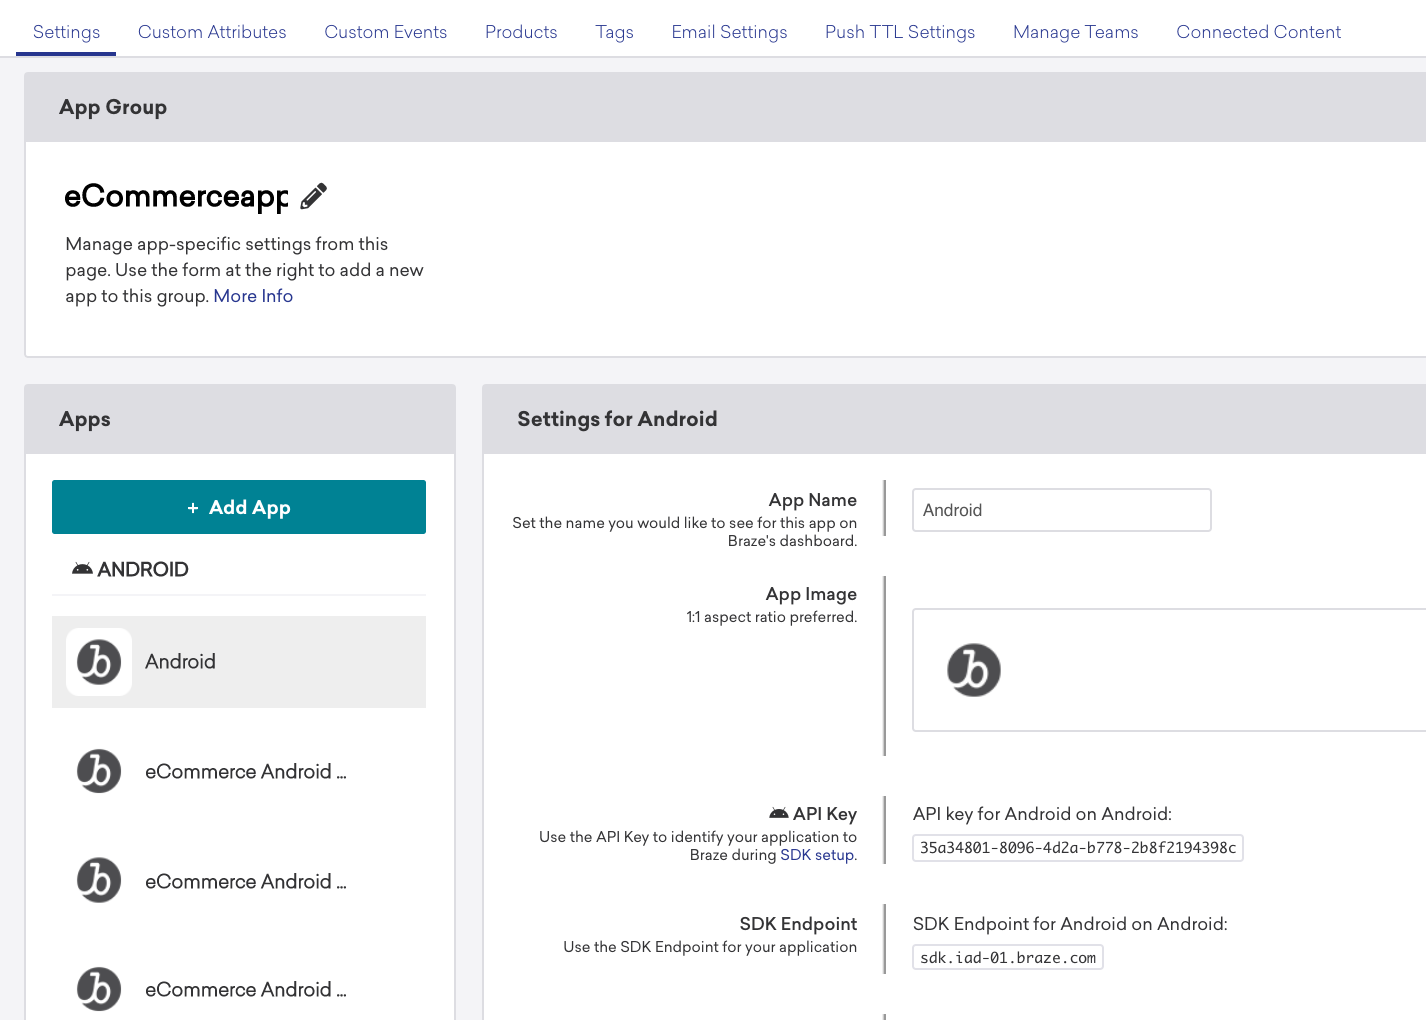 Settings Custom Attributes Custom Events Products Tags Email Settings Push TTL Settings Manage Teams Connected Content
App Group
eCommerceapp
Manage app-specific settings from this
page. Use the form at the right to add a new
app to this group. More Info
Apps
+ Add App
ANDROID
Android
eCommerce Android ...
eCommerce Android ...
eCommerce Android ...
Settings for Android
App Name
Set the name you would like to see for this app on
Braze's dashboard.
Android
App Image
1:1 aspect ratio preferred.
API Key
Use the API Key to identify your application to
Braze during SDK setup.
API key for Android on Android:
35a34801-8096-4d2a-b778-2b8f2194398c
SDK Endpoint
Use the SDK Endpoint for your application
SDK Endpoint for Android on Android:
sdk.iad-01.braze.com